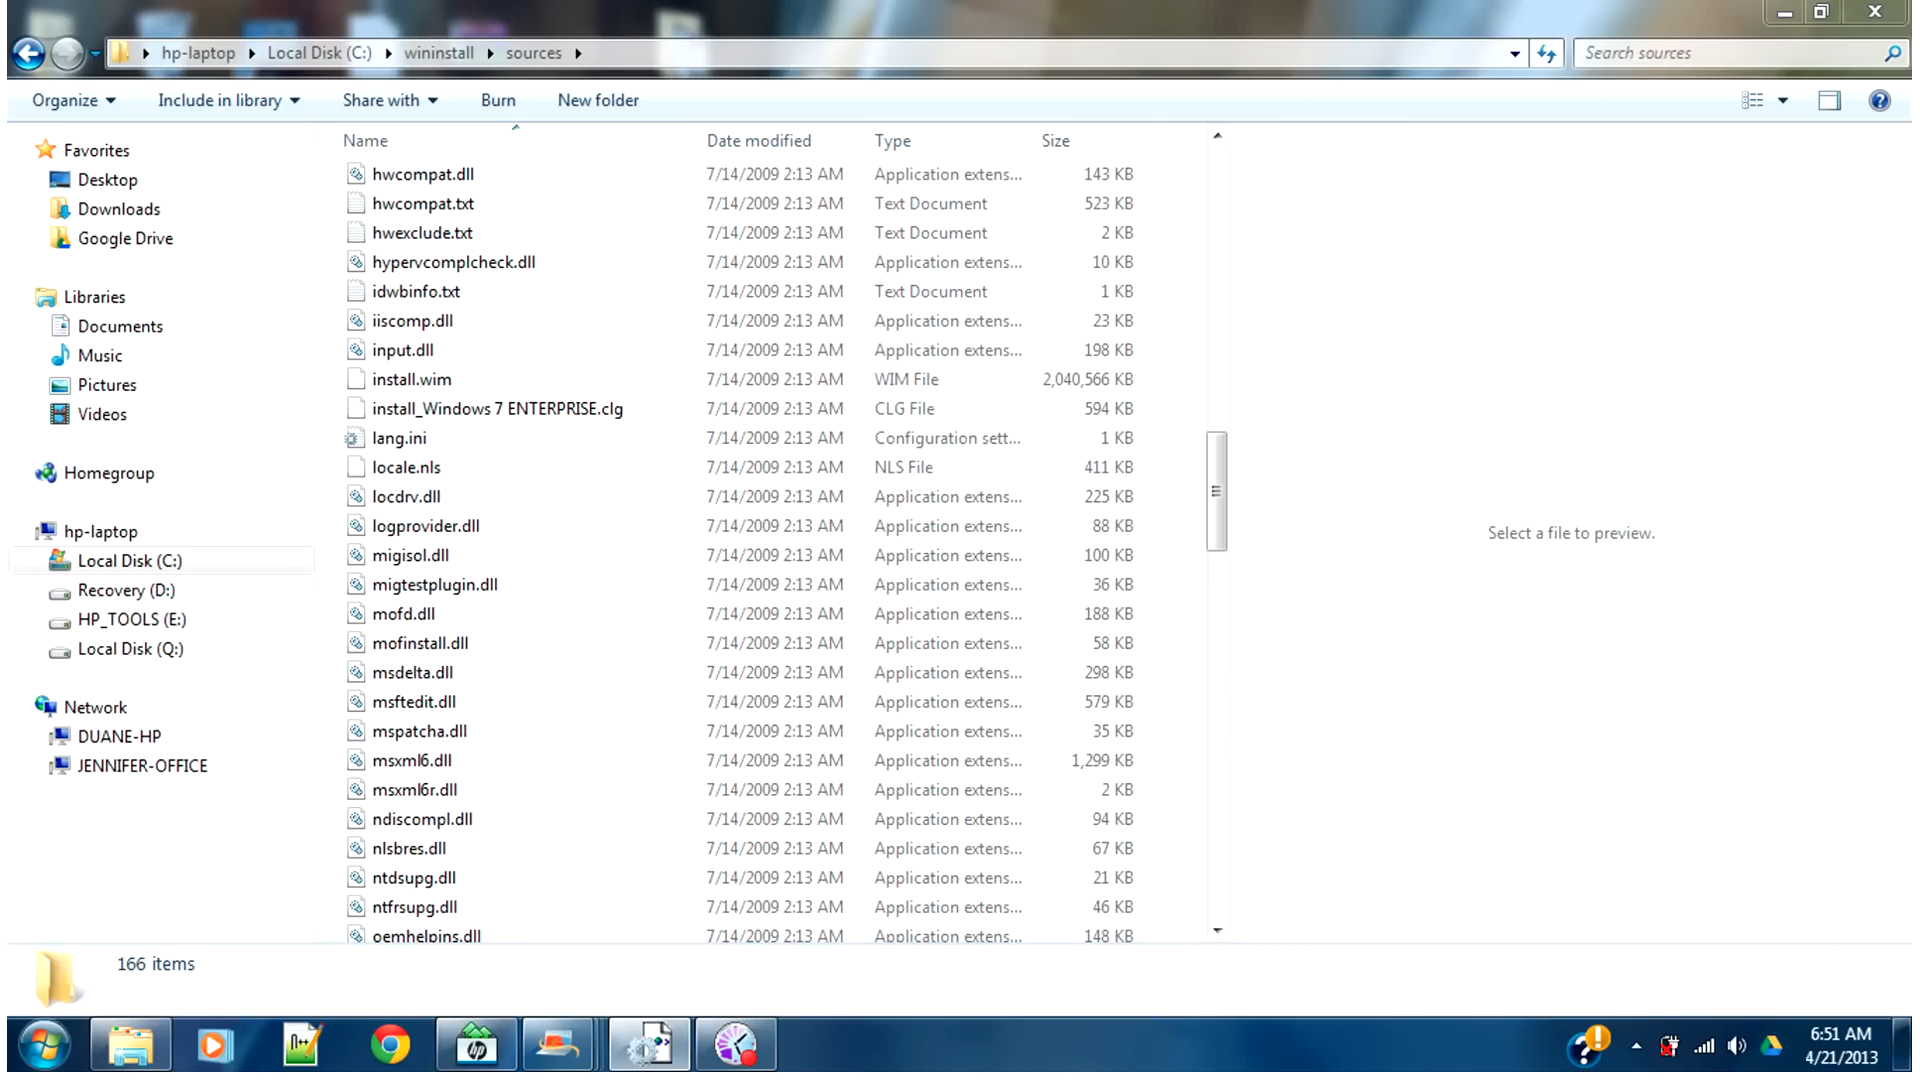 hp-laptop Local Disk (C:) wininstall sources Search sources
Organize Include in library Share with Burn New folder
Favorites
Desktop
Downloads
Google Drive
Libraries
Documents
Music
Pictures
Videos
Homegroup
hp-laptop
Local Disk (C:)
Recovery (D:)
HP_TOOLS (E:)
Local Disk (Q:)
Network
DUANE-HP
JENNIFER-OFFICE
Name Date modified Type Size
hwcompat.dll 7/14/2009 2:13 AM Application extens... 143 KB
hwcompat.txt 7/14/2009 2:13 AM Text Document 523 KB
hwexclude.txt 7/14/2009 2:13 AM Text Document 2 KB
hypervcomplcheck.dll 7/14/2009 2:13 AM Application extens... 10 KB
idwbinfo.txt 7/14/2009 2:13 AM Text Document 1 KB
iiscomp.dll 7/14/2009 2:13 AM Application extens... 23 KB
input.dll 7/14/2009 2:13 AM Application extens... 198 KB
install.wim 7/14/2009 2:13 AM WIM File 2,040,566 KB
install_Windows 7 ENTERPRISE.clg 7/14/2009 2:13 AM CLG File 594 KB
lang.ini 7/14/2009 2:13 AM Configuration sett... 1 KB
locale.nls 7/14/2009 2:13 AM NLS File 411 KB
locdrv.dll 7/14/2009 2:13 AM Application extens... 225 KB
logprovider.dll 7/14/2009 2:13 AM Application extens... 88 KB
migisol.dll 7/14/2009 2:13 AM Application extens... 100 KB
migtestplugin.dll 7/14/2009 2:13 AM Application extens... 36 KB
mofd.dll 7/14/2009 2:13 AM Application extens... 188 KB
mofinstall.dll 7/14/2009 2:13 AM Application extens... 58 KB
msdelta.dll 7/14/2009 2:13 AM Application extens... 298 KB
msftedit.dll 7/14/2009 2:13 AM Application extens... 579 KB
mspatcha.dll 7/14/2009 2:13 AM Application extens... 35 KB
msxml6.dll 7/14/2009 2:13 AM Application extens... 1,299 KB
msxml6r.dll 7/14/2009 2:13 AM Application extens... 2 KB
ndiscompl.dll 7/14/2009 2:13 AM Application extens... 94 KB
nlsbres.dll 7/14/2009 2:13 AM Application extens... 67 KB
ntdsupg.dll 7/14/2009 2:13 AM Application extens... 21 KB
ntfrsupg.dll 7/14/2009 2:13 AM Application extens... 46 KB
oemhelpins.dll 7/14/2009 2:13 AM Application extens... 148 KB
Select a file to preview.
166 items
n++
hp
6:51 AM
4/21/2013